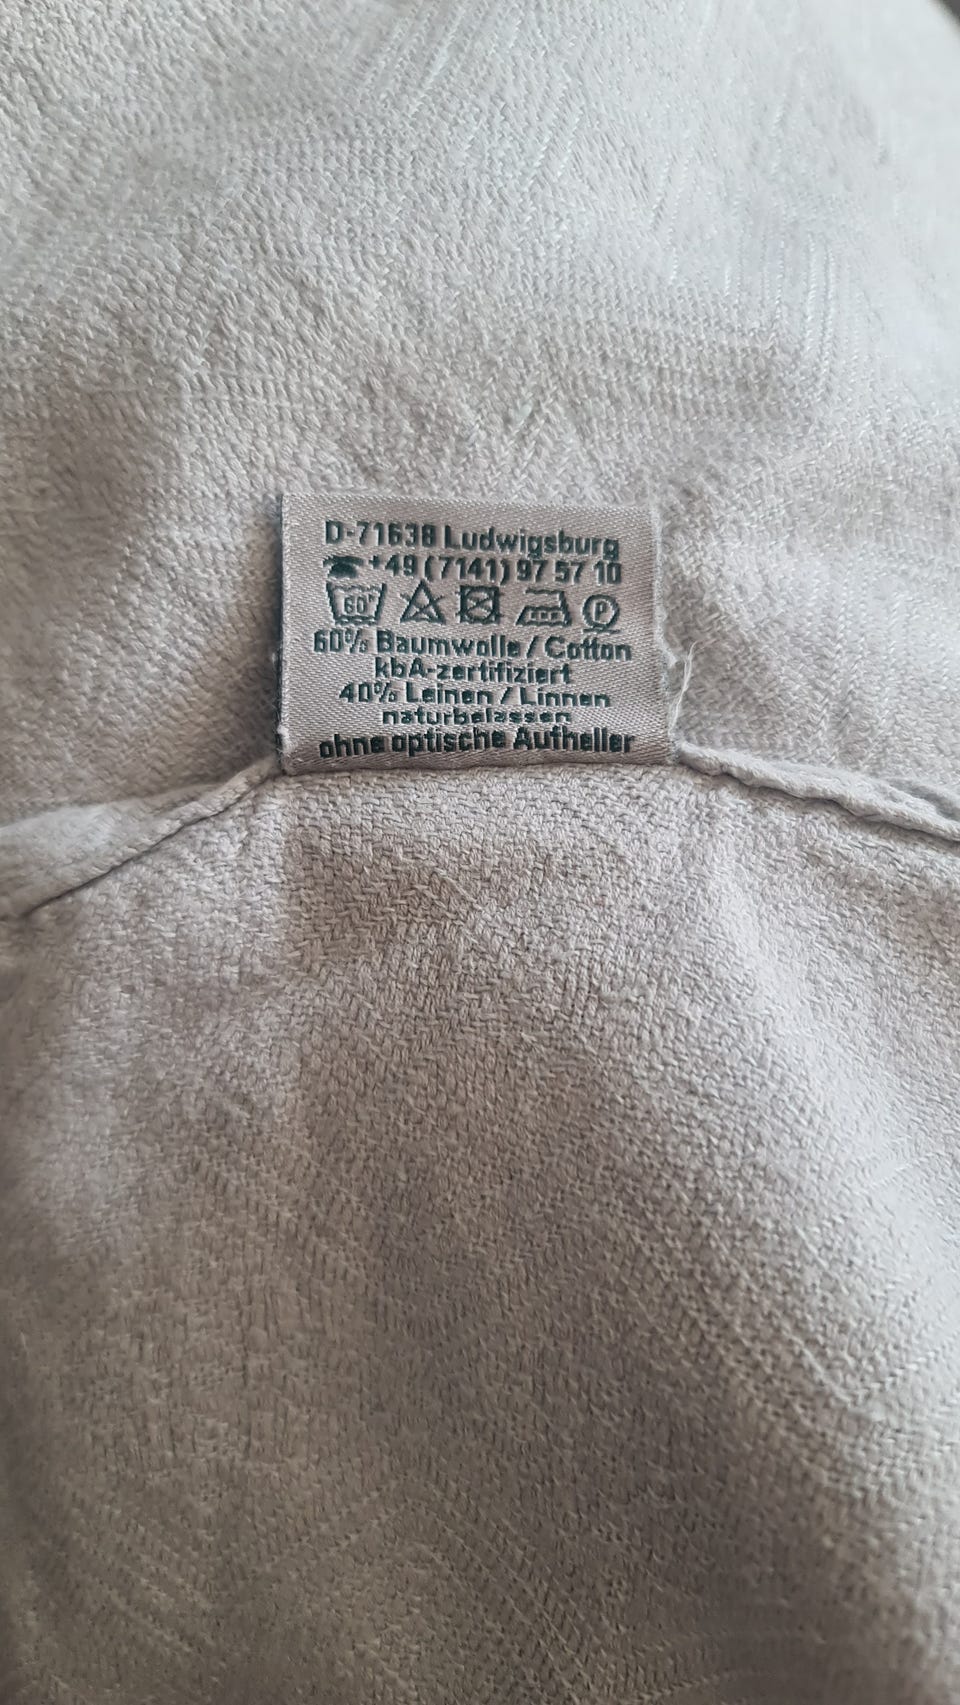 D-71638 Ludwigsburg
☎ +49 (7141) 97 57 10
60° P
60% Baumwolle / Cotton
kbA-zertifiziert
40% Leinen / Linnen
naturbelassen
ohne optische Aufheller